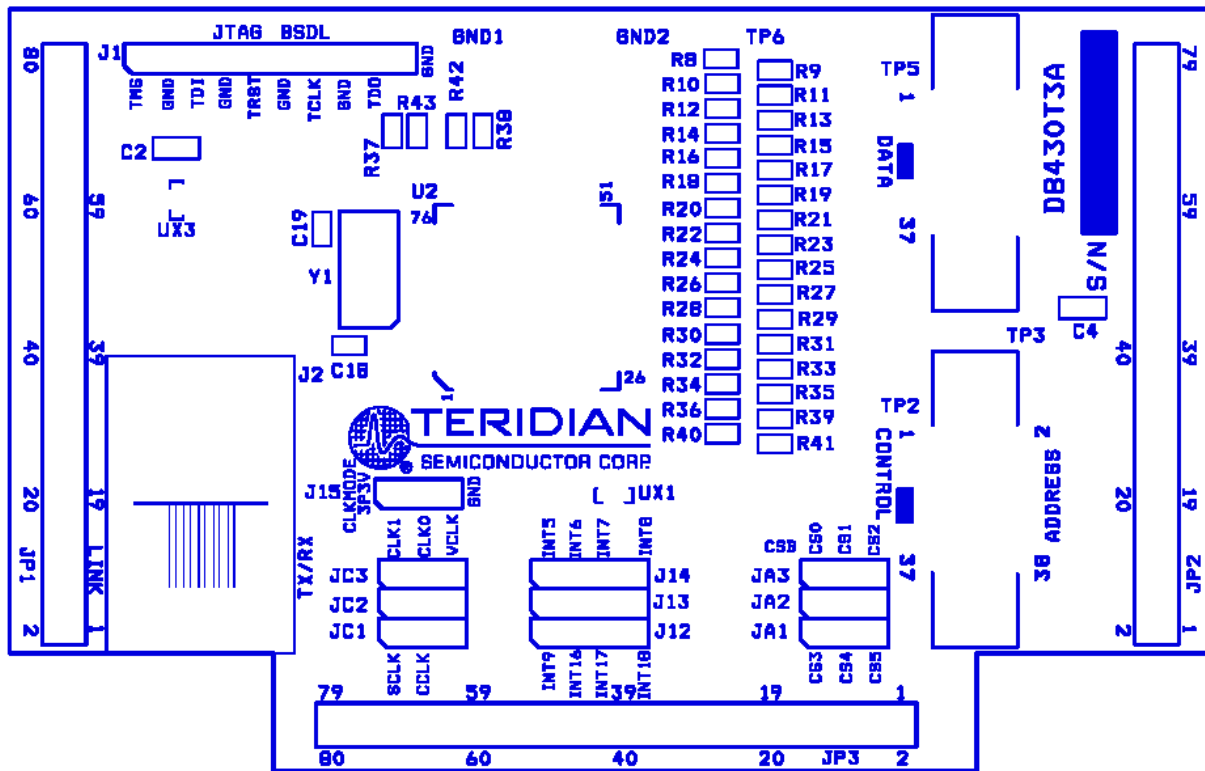 JTAG BSDL
J1
TMS
GND
TDI
GND
TRST
GND
TCLK
GND
TDO
GND
GND1
GND2
TP6
R42
R43
R37
R38
C2
UX3
C19
Y1
C18
U2
76
51
26
1
R8
R10
R12
R14
R16
R18
R20
R22
R24
R26
R28
R30
R32
R34
R36
R40
R9
R11
R13
R15
R17
R19
R21
R23
R25
R27
R29
R31
R33
R35
R39
R41
TP5
1
DATA
37
DB430T3A
S/N
C4
TP3
TP2
1
CONTROL
37
2
ADDRESS
38
80
60
40
20
JP1
2
59
39
19
LINK
1
J2
TX/RX
TERIDIAN
®
SEMICONDUCTOR CORP.
J15
CLKMODE
3P3V
GND
UX1
CLK1
CLK0
VCLK
JC3
JC2
JC1
SCLK
CCLK
INT5
INT6
INT7
INT8
J14
J13
J12
INT9
INT16
INT17
INT18
CSB
CS0
CS1
CS2
JA3
JA2
JA1
CS3
CS4
CS5
79
59
39
19
1
JP2
40
20
2
79
59
39
19
1
80
60
40
20
JP3
2